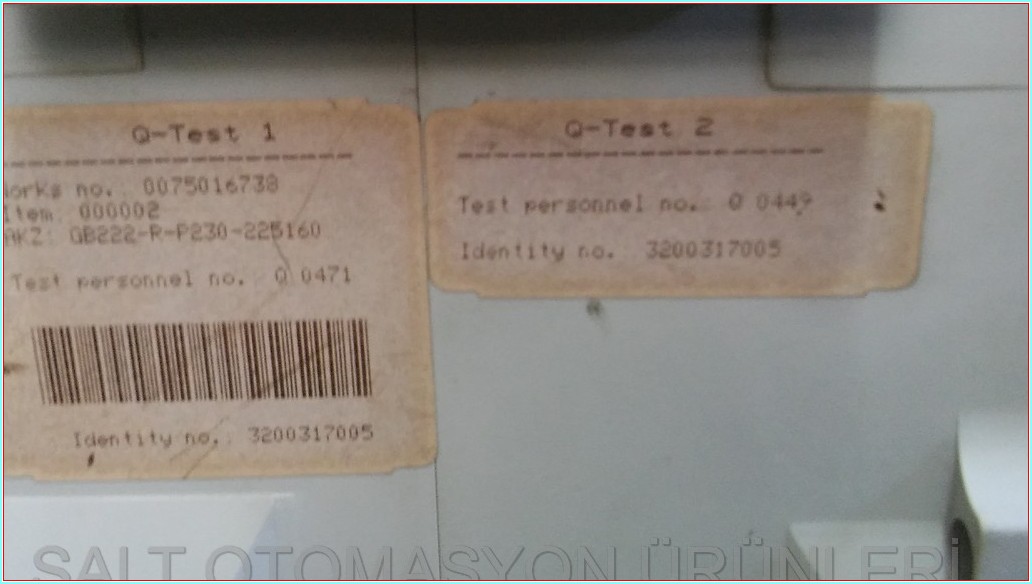 Q-Test 1
--------------------------
Works no. 0075016738
Item 000002
AKZ: GB222-R-P230-225160
Test personnel no. Q 0471
Identity no. 3200317005
Q-Test 2
---------------------------
Test personnel no.: Q 0449
Identity no. 3200317005
SALT OTOMASYON ÜRÜNLERİ